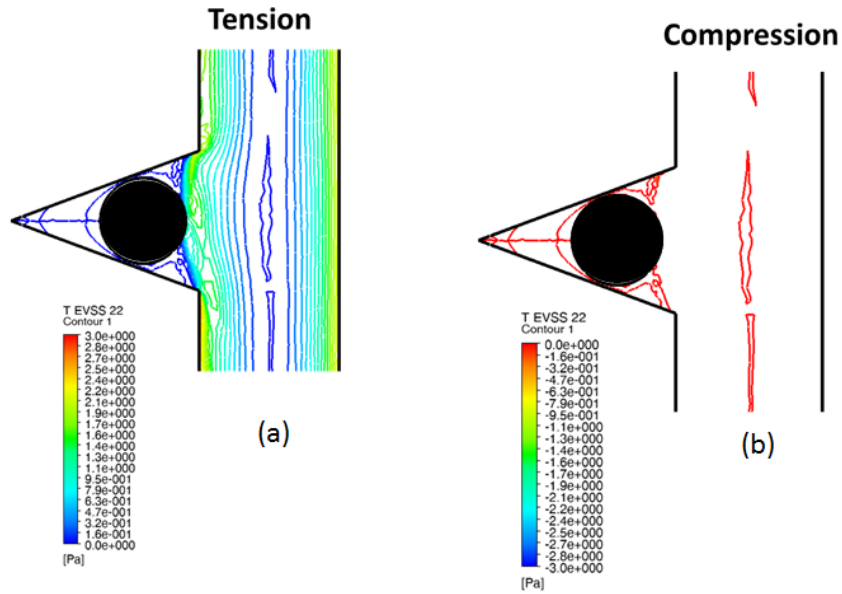 Tension
T EVSS 22
Contour 1
3.0e+000
2.8e+000
2.7e+000
2.5e+000
2.4e+000
2.2e+000
2.1e+000
1.9e+000
1.7e+000
1.6e+000
1.4e+000
1.3e+000
1.1e+000
9.5e-001
7.9e-001
6.3e-001
4.7e-001
3.2e-001
1.6e-001
0.0e+000
[Pa]
(a)
Compression
T EVSS 22
Contour 1
0.0e+000
-1.6e-001
-3.2e-001
-4.7e-001
-6.3e-001
-7.9e-001
-9.5e-001
-1.1e+000
-1.3e+000
-1.4e+000
-1.6e+000
-1.7e+000
-1.9e+000
-2.1e+000
-2.2e+000
-2.4e+000
-2.5e+000
-2.7e+000
-2.8e+000
-3.0e+000
[Pa]
(b)